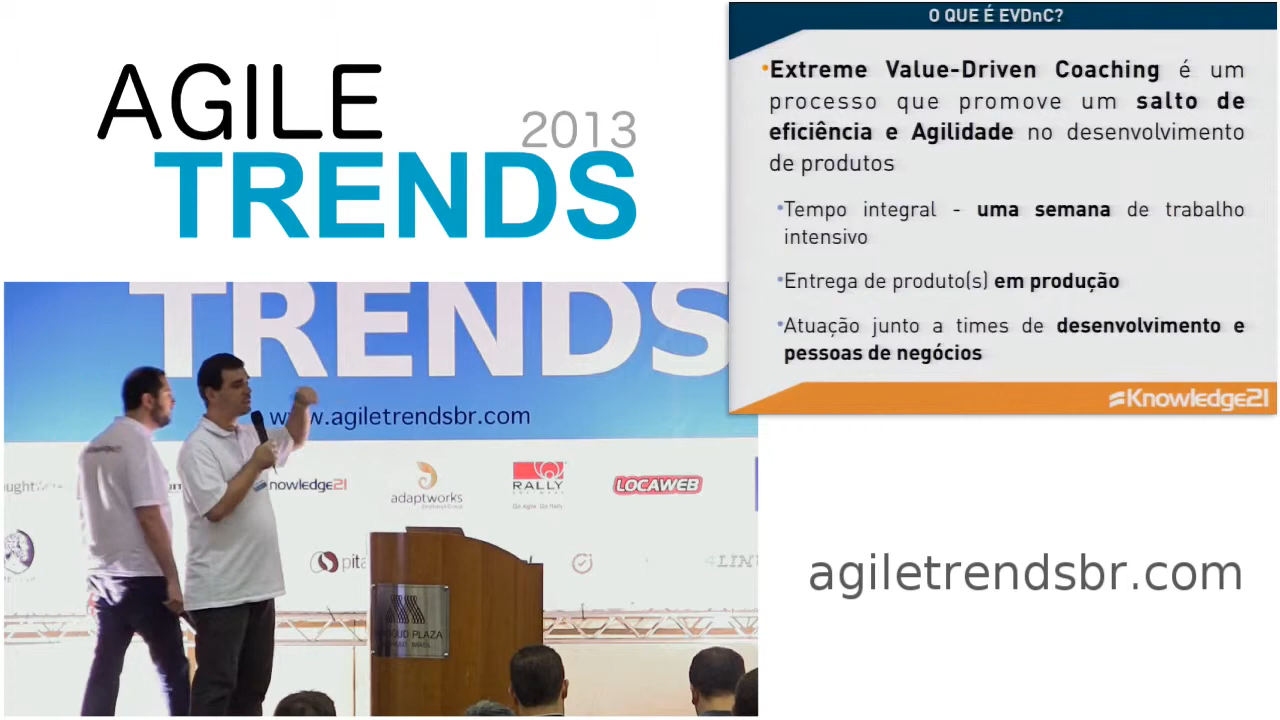 AGILE
2013
TRENDS
O QUE É EVDnC?
•Extreme Value-Driven Coaching é um
processo que promove um salto de
eficiência e Agilidade no desenvolvimento
de produtos
•Tempo integral - uma semana de trabalho
intensivo
•Entrega de produto(s) em produção
•Atuação junto a times de desenvolvimento e
pessoas de negócios
Knowledge21
TRENDS
www.agiletrendsbr.com
nowledge21
adaptworks
RALLY
LOCAWEB
PLAZA
agiletrendsbr.com